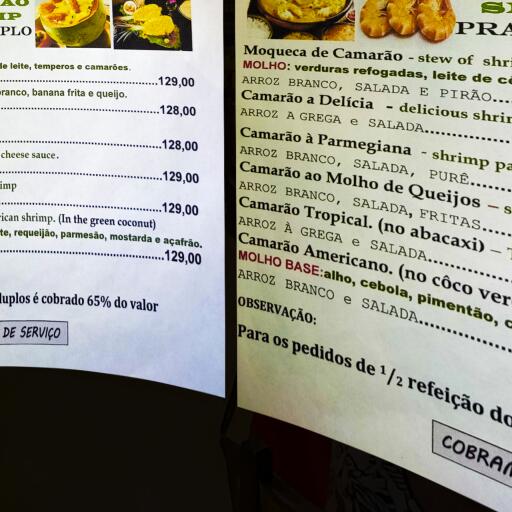 P
PLO
de leite, temperos e camarões.
129,00
branco, banana frita e queijo.
128,00
128,00
cheese sauce.
129,00
imp
129,00
rican shrimp. (In the green coconut)
te, requeijão, parmesão, mostarda e açafrão.
129,00
duplos é cobrado 65% do valor
DE SERVIÇO
PRA
Moqueca de Camarão - stew of shri
MOLHO: verduras refogadas, leite de cô
ARROZ BRANCO, SALADA E PIRÃO
Camarão a Delícia - delicious shrim
ARROZ A GREGA e SALADA
Camarão à Parmegiana - shrimp pa
ARROZ BRANCO, SALADA, PURÊ
Camarão ao Molho de Queijos – s
ARROZ BRANCO, SALADA, FRITAS
Camarão Tropical. (no abacaxi) – T
ARROZ À GREGA e SALADA
Camarão Americano. (no côco ver
MOLHO BASE:alho, cebola, pimentão, c
ARROZ BRANCO e SALADA
OBSERVAÇÃO:
Para os pedidos de 1/2 refeição do
COBRAM